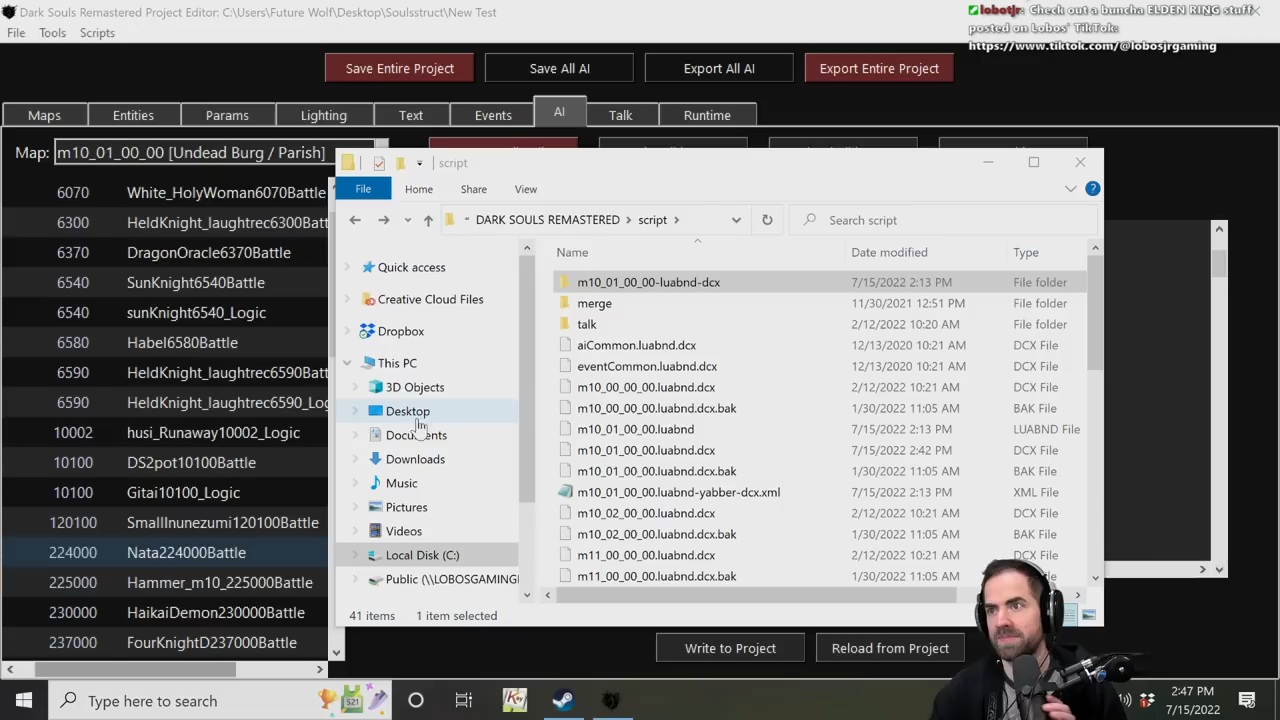 Dark Souls Remastered Project Editor: C:\Users\Future Wolf\Desktop\Soulsstruct\New Test
lobotjr: Check out a buncha ELDEN RING stuff
posted on Lobos' TikTok:
https://www.tiktok.com/@lobosjrgaming
File Tools Scripts
Save Entire Project Save All AI Export All AI Export Entire Project
Maps Entities Params Lighting Text Events AI Talk Runtime
Map: m10_01_00_00 [Undead Burg / Parish]
6070 White_HolyWoman6070Battle
6300 HeldKnight_laughtrec6300Batt
6370 DragonOracle6370Battle
6540 SunKnight6540Battle
6540 sunKnight6540_Logic
6580 Habel6580Battle
6590 HeldKnight_laughtrec6590Batt
6590 HeldKnight_laughtrec6590_Log
10002 husi_Runaway10002_Logic
10100 DS2pot10100Battle
10100 Gitai10100_Logic
120100 SmallInunezumi120100Battle
224000 Nata224000Battle
225000 Hammer_m10_225000Battle
230000 HaikaiDemon230000Battle
237000 FourKnightD237000Battle
script
File Home Share View
DARK SOULS REMASTERED script
Search script
Quick access
Creative Cloud Files
Dropbox
This PC
3D Objects
Desktop
Documents
Downloads
Music
Pictures
Videos
Local Disk (C:)
Public (\\LOBOSGAMING
Name Date modified Type
m10_01_00_00-luabnd-dcx 7/15/2022 2:13 PM File folder
merge 11/30/2021 12:51 PM File folder
talk 2/12/2022 10:20 AM File folder
aiCommon.luabnd.dcx 12/13/2020 10:21 AM DCX File
eventCommon.luabnd.dcx 12/13/2020 10:21 AM DCX File
m10_00_00_00.luabnd.dcx 2/12/2022 10:21 AM DCX File
m10_00_00_00.luabnd.dcx.bak 1/30/2022 11:05 AM BAK File
m10_01_00_00.luabnd 7/15/2022 2:13 PM LUABND File
m10_01_00_00.luabnd.dcx 7/15/2022 2:42 PM DCX File
m10_01_00_00.luabnd.dcx.bak 1/30/2022 11:05 AM BAK File
m10_01_00_00.luabnd-yabber-dcx.xml 7/15/2022 2:13 PM XML File
m10_02_00_00.luabnd.dcx 2/12/2022 10:21 AM DCX File
m10_02_00_00.luabnd.dcx.bak 1/30/2022 11:05 AM BAK File
m11_00_00_00.luabnd.dcx 2/12/2022 10:21 AM DCX File
m11_00_00_00.luabnd.dcx.bak 1/30/2022 11:05 AM
41 items 1 item selected
Write to Project Reload from Project
Type here to search
521
Key
2:47 PM
7/15/2022